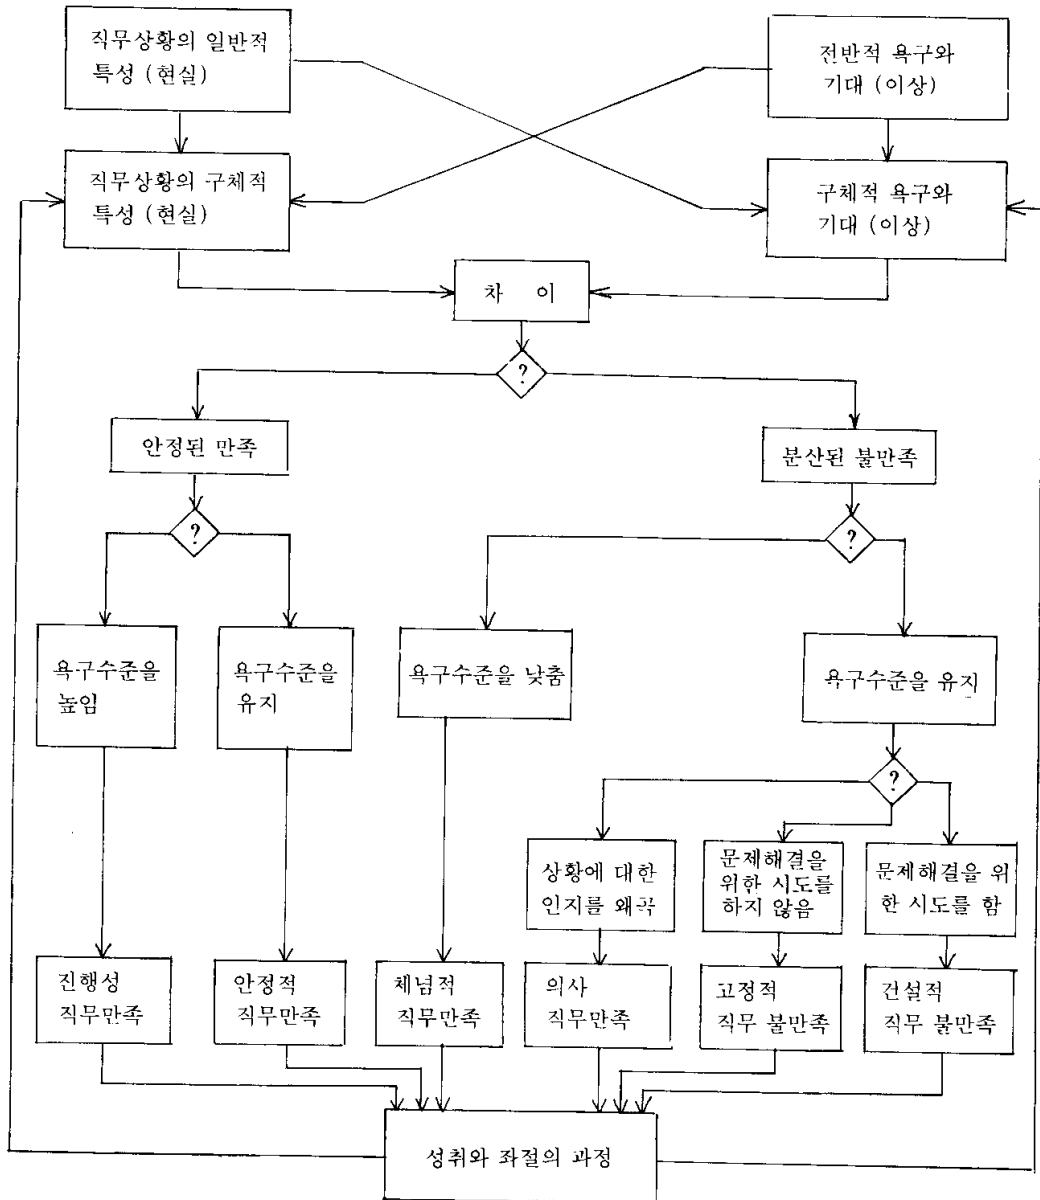 직무상황의 일반적
특성 (현실)
전반적 욕구와
기대 (이상)
직무상황의 구체적
특성 (현실)
구체적 욕구와
기대 (이상)
차 이
?
안정된 만족
분산된 불만족
?
?
욕구수준을
높임
욕구수준을
유지
욕구수준을 낮춤
욕구수준을 유지
?
상황에 대한
인지를 왜곡
문제해결을
위한 시도를
하지 않음
문제해결을 위
한 시도를 함
진행성
직무만족
안정적
직무만족
체념적
직무만족
의사
직무만족
고정적
직무 불만족
건설적
직무 불만족
성취와 좌절의 과정